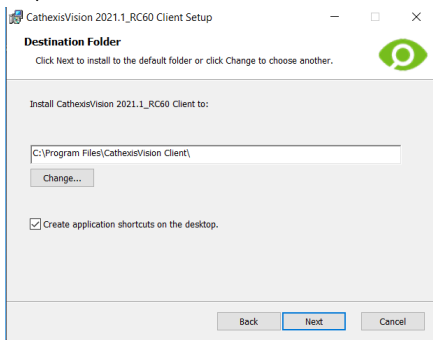 CathexisVision 2021.1_RC60 Client Setup
Destination Folder
Click Next to install to the default folder or click Change to choose another.
Install CathexisVision 2021.1_RC60 Client to:
C:\Program Files\CathexisVision Client\
Change...
Create application shortcuts on the desktop.
Back Next Cancel